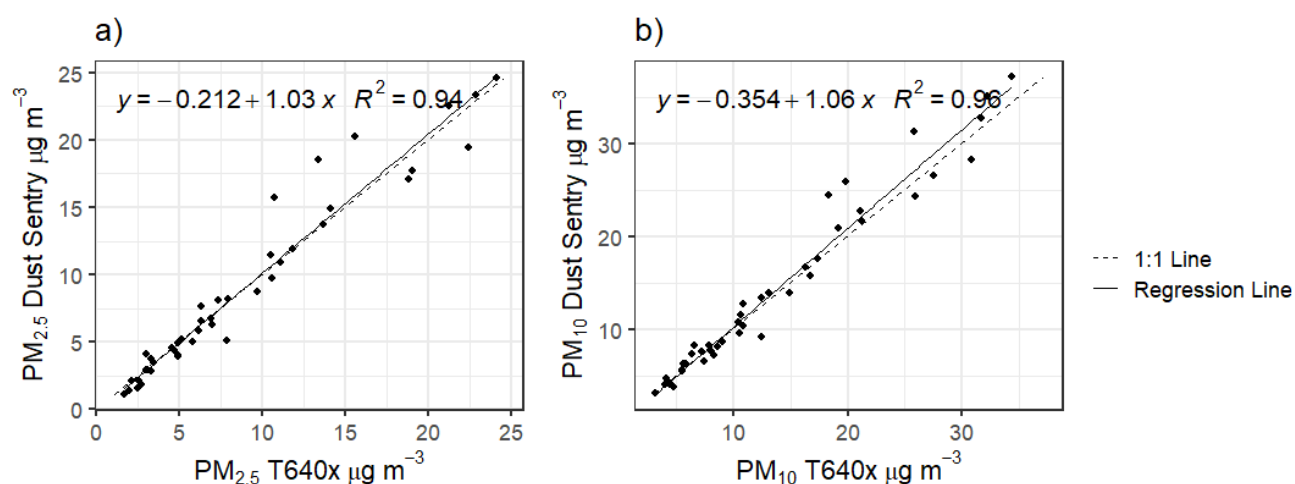 a)
y = −0.212 + 1.03 x R² = 0.94
PM₂.₅ Dust Sentry μg m⁻³
25
20
15
10
5
0
0 5 10 15 20 25
PM₂.₅ T640x μg m⁻³
b)
y = −0.354 + 1.06 x R² = 0.96
PM₁₀ Dust Sentry μg m⁻³
30
20
10
10 20 30
PM₁₀ T640x μg m⁻³
1:1 Line
Regression Line